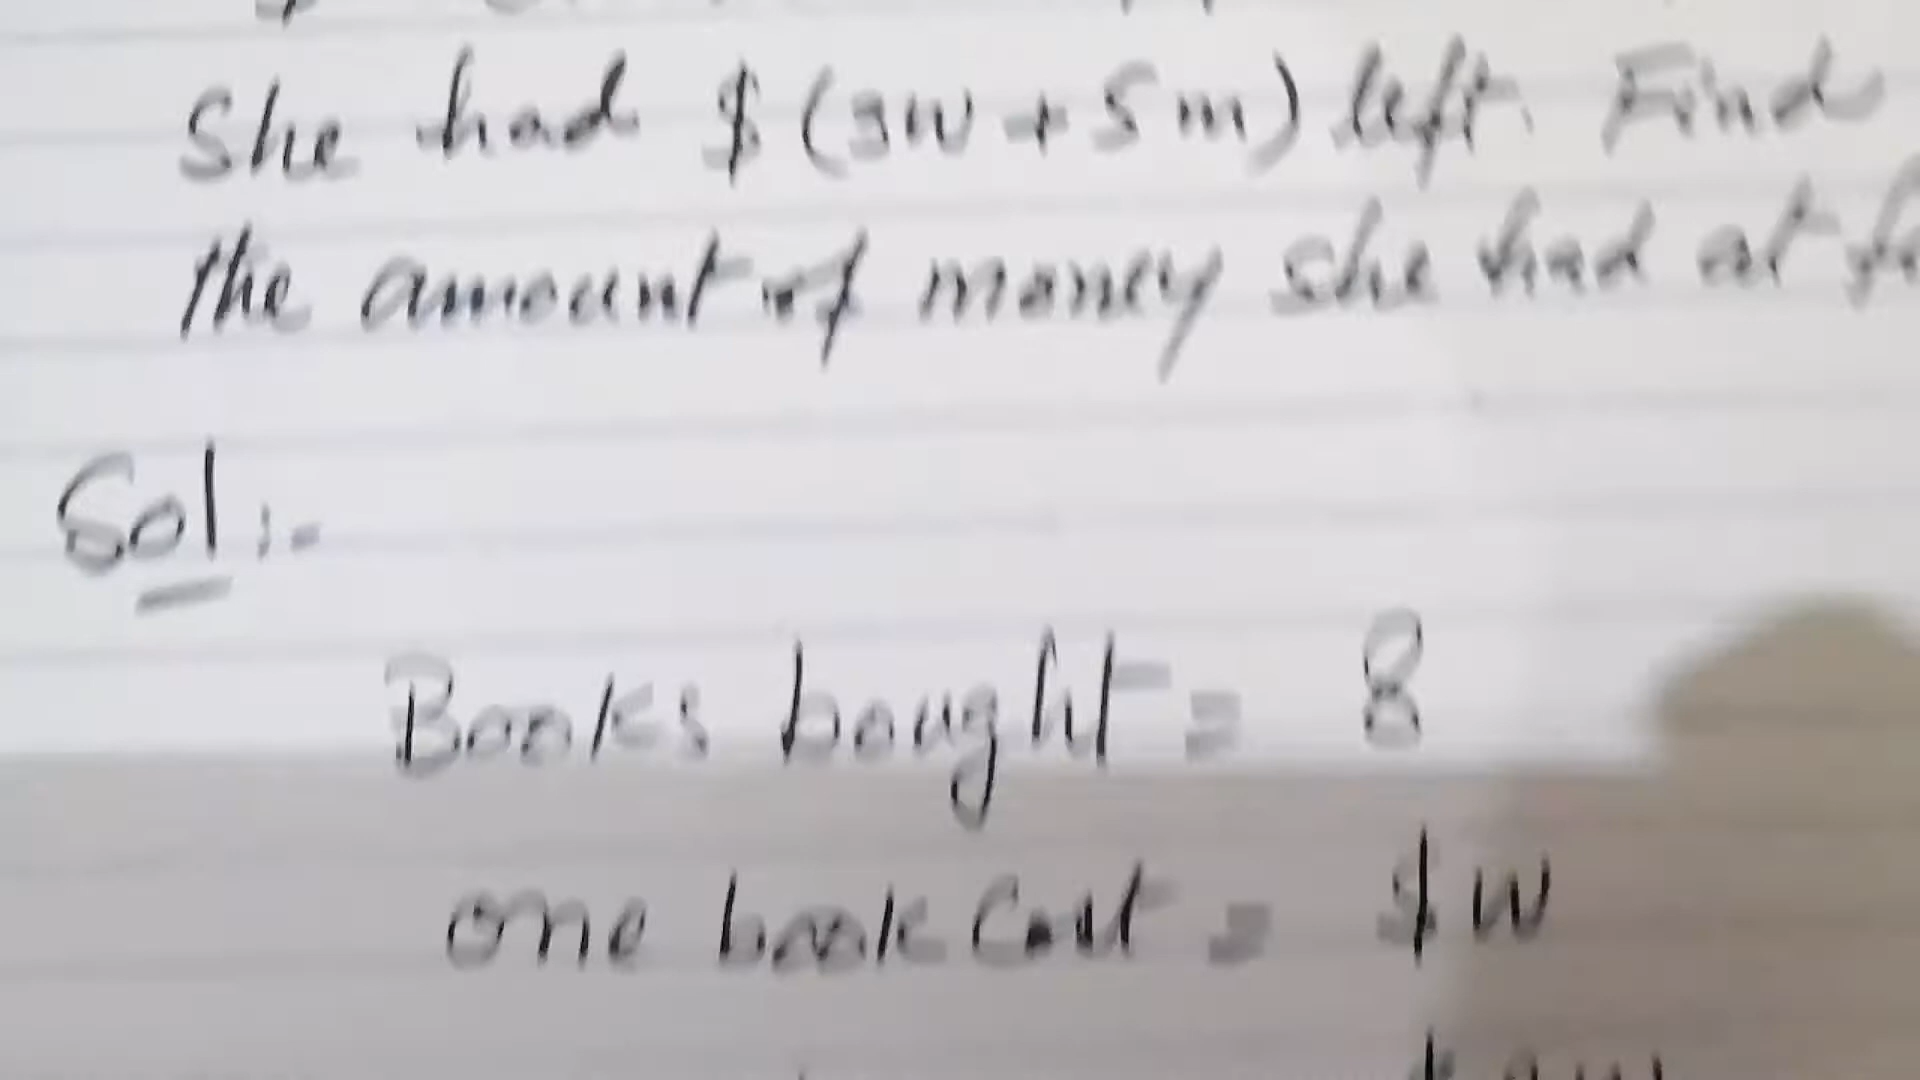 She had $(3w+5m) left. Find
the amount of money she had at
Sol:-
Books bought = 8
one book Cost = $w